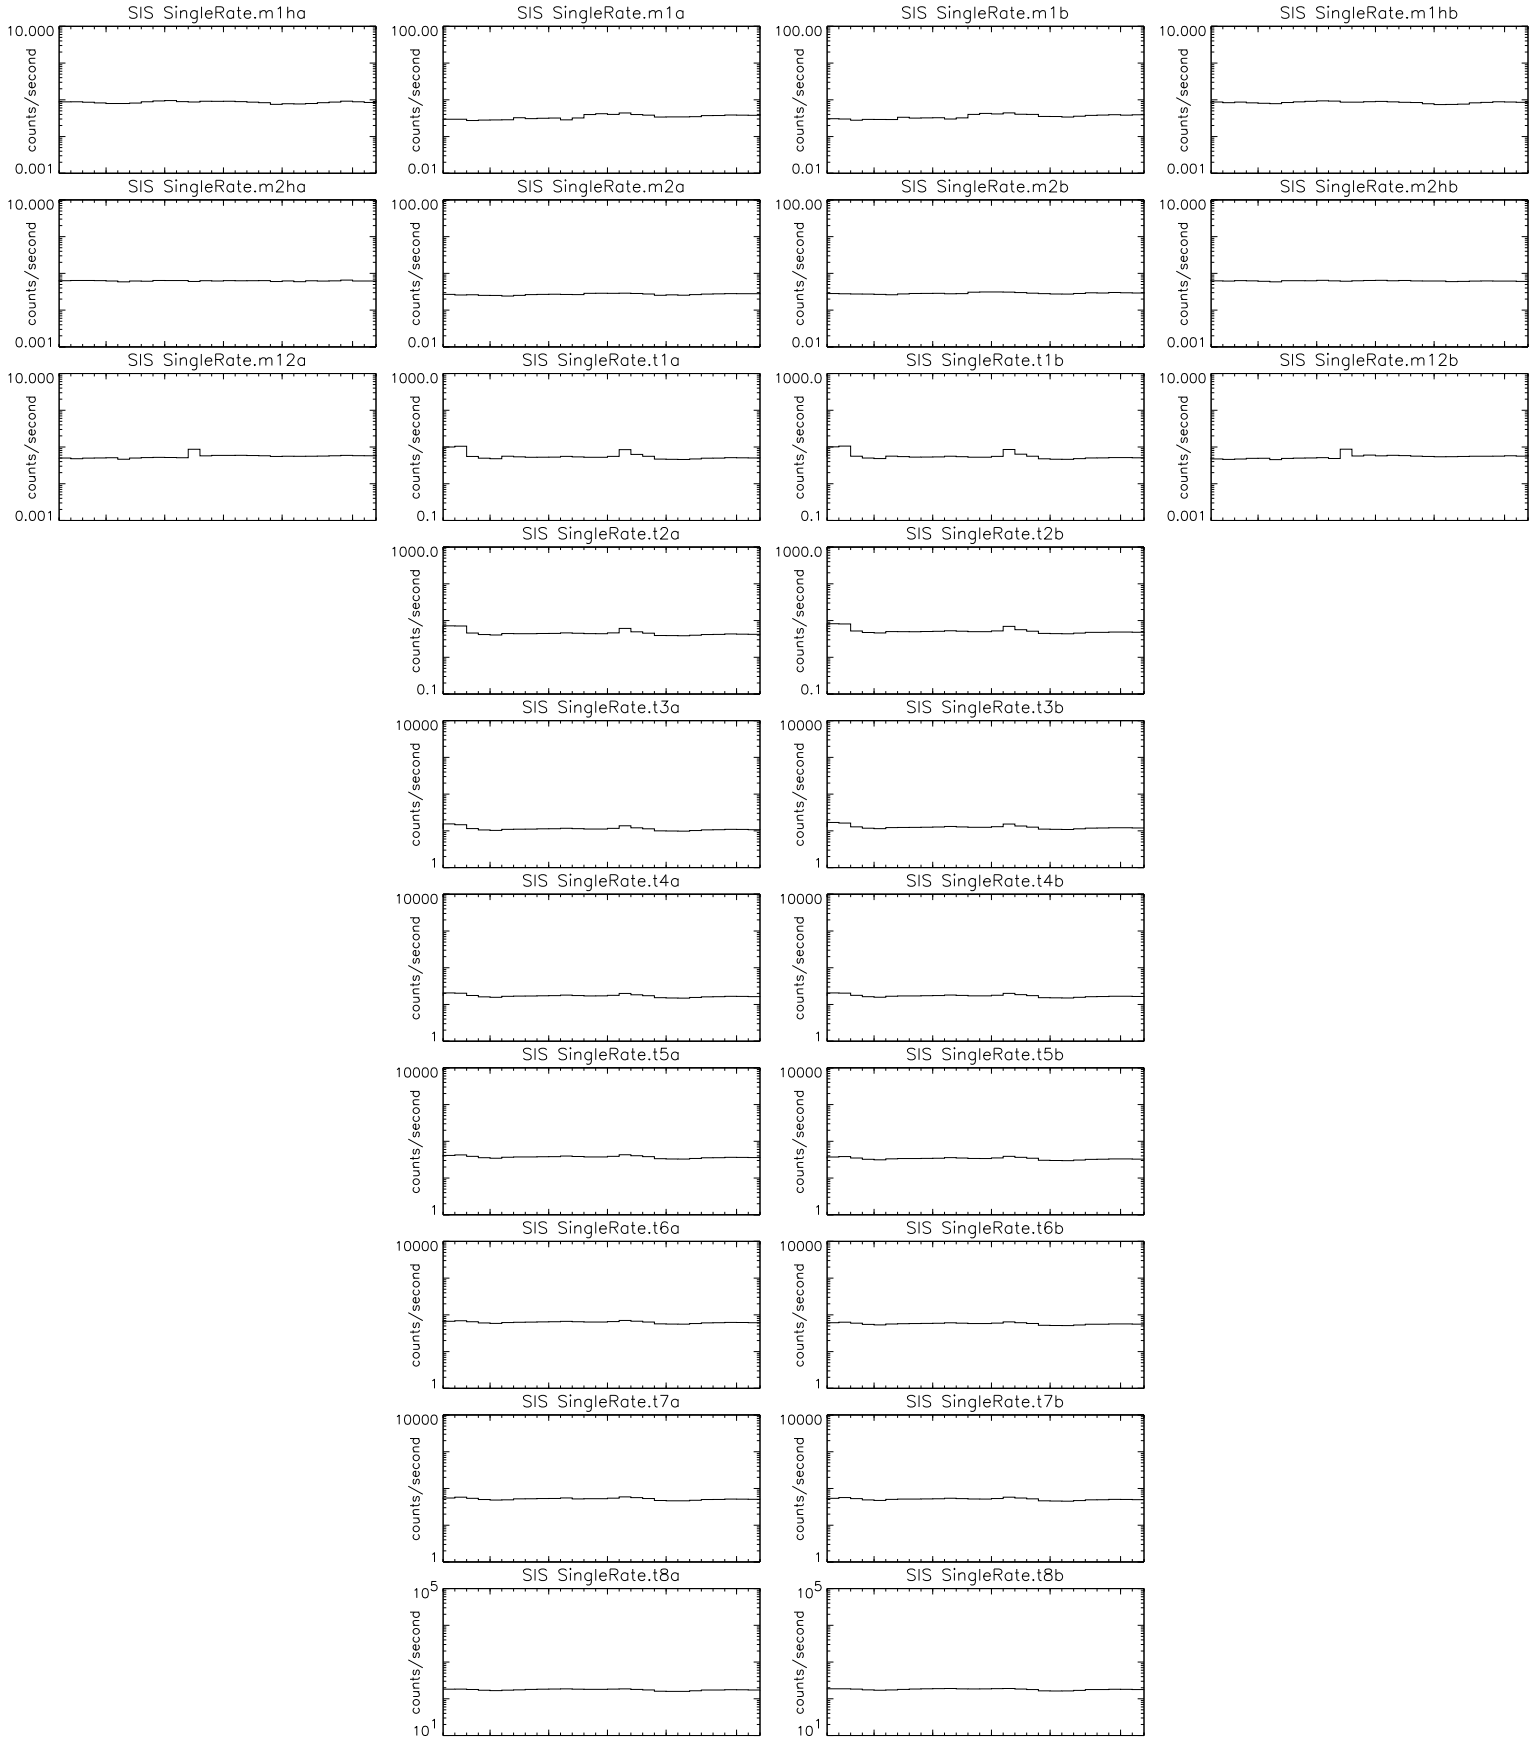 SIS SingleRate.m1ha SIS SingleRate.m1a SIS SingleRate.m1b SIS SingleRate.m1hb
10.000 100.00 100.00 10.000
counts/second counts/second counts/second counts/second
0.001 0.01 0.01 0.001
SIS SingleRate.m2ha SIS SingleRate.m2a SIS SingleRate.m2b SIS SingleRate.m2hb
10.000 100.00 100.00 10.000
counts/second counts/second counts/second counts/second
0.001 0.01 0.01 0.001
SIS SingleRate.m12a SIS SingleRate.t1a SIS SingleRate.t1b SIS SingleRate.m12b
10.000 1000.0 1000.0 10.000
counts/second counts/second counts/second counts/second
0.001 0.1 0.1 0.001
SIS SingleRate.t2a SIS SingleRate.t2b
1000.0 1000.0
counts/second counts/second
0.1 0.1
SIS SingleRate.t3a SIS SingleRate.t3b
10000 10000
counts/second counts/second
1 1
SIS SingleRate.t4a SIS SingleRate.t4b
10000 10000
counts/second counts/second
1 1
SIS SingleRate.t5a SIS SingleRate.t5b
10000 10000
counts/second counts/second
1 1
SIS SingleRate.t6a SIS SingleRate.t6b
10000 10000
counts/second counts/second
1 1
SIS SingleRate.t7a SIS SingleRate.t7b
10000 10000
counts/second counts/second
1 1
SIS SingleRate.t8a SIS SingleRate.t8b
10⁵ 10⁵
counts/second counts/second
10¹ 10¹